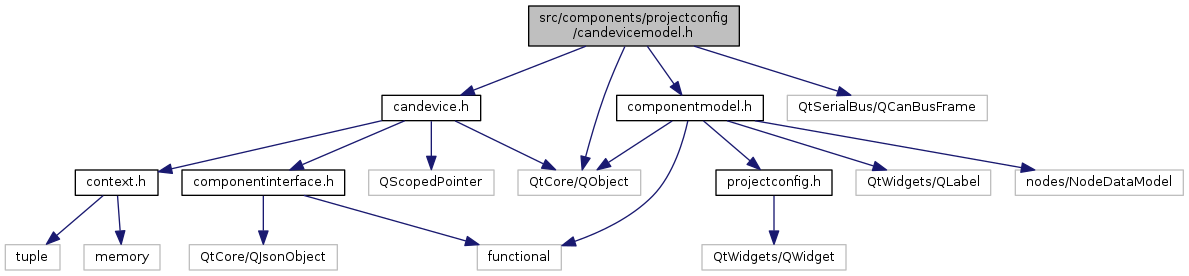 src/components/projectconfig
/candevicemodel.h
candevice.h
componentmodel.h
QtSerialBus/QCanBusFrame
context.h
componentinterface.h
QScopedPointer
QtCore/QObject
projectconfig.h
QtWidgets/QLabel
nodes/NodeDataModel
tuple
memory
QtCore/QJsonObject
functional
QtWidgets/QWidget